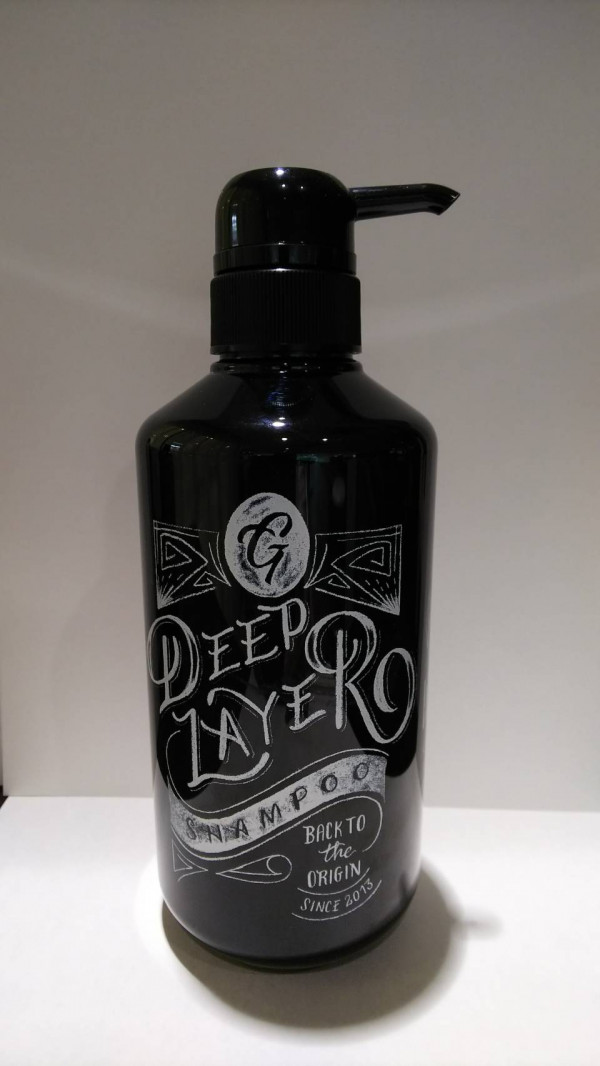 G
DEEP
LAYER
SHAMPOO
BACK TO
the
ORIGIN
SINCE 2013